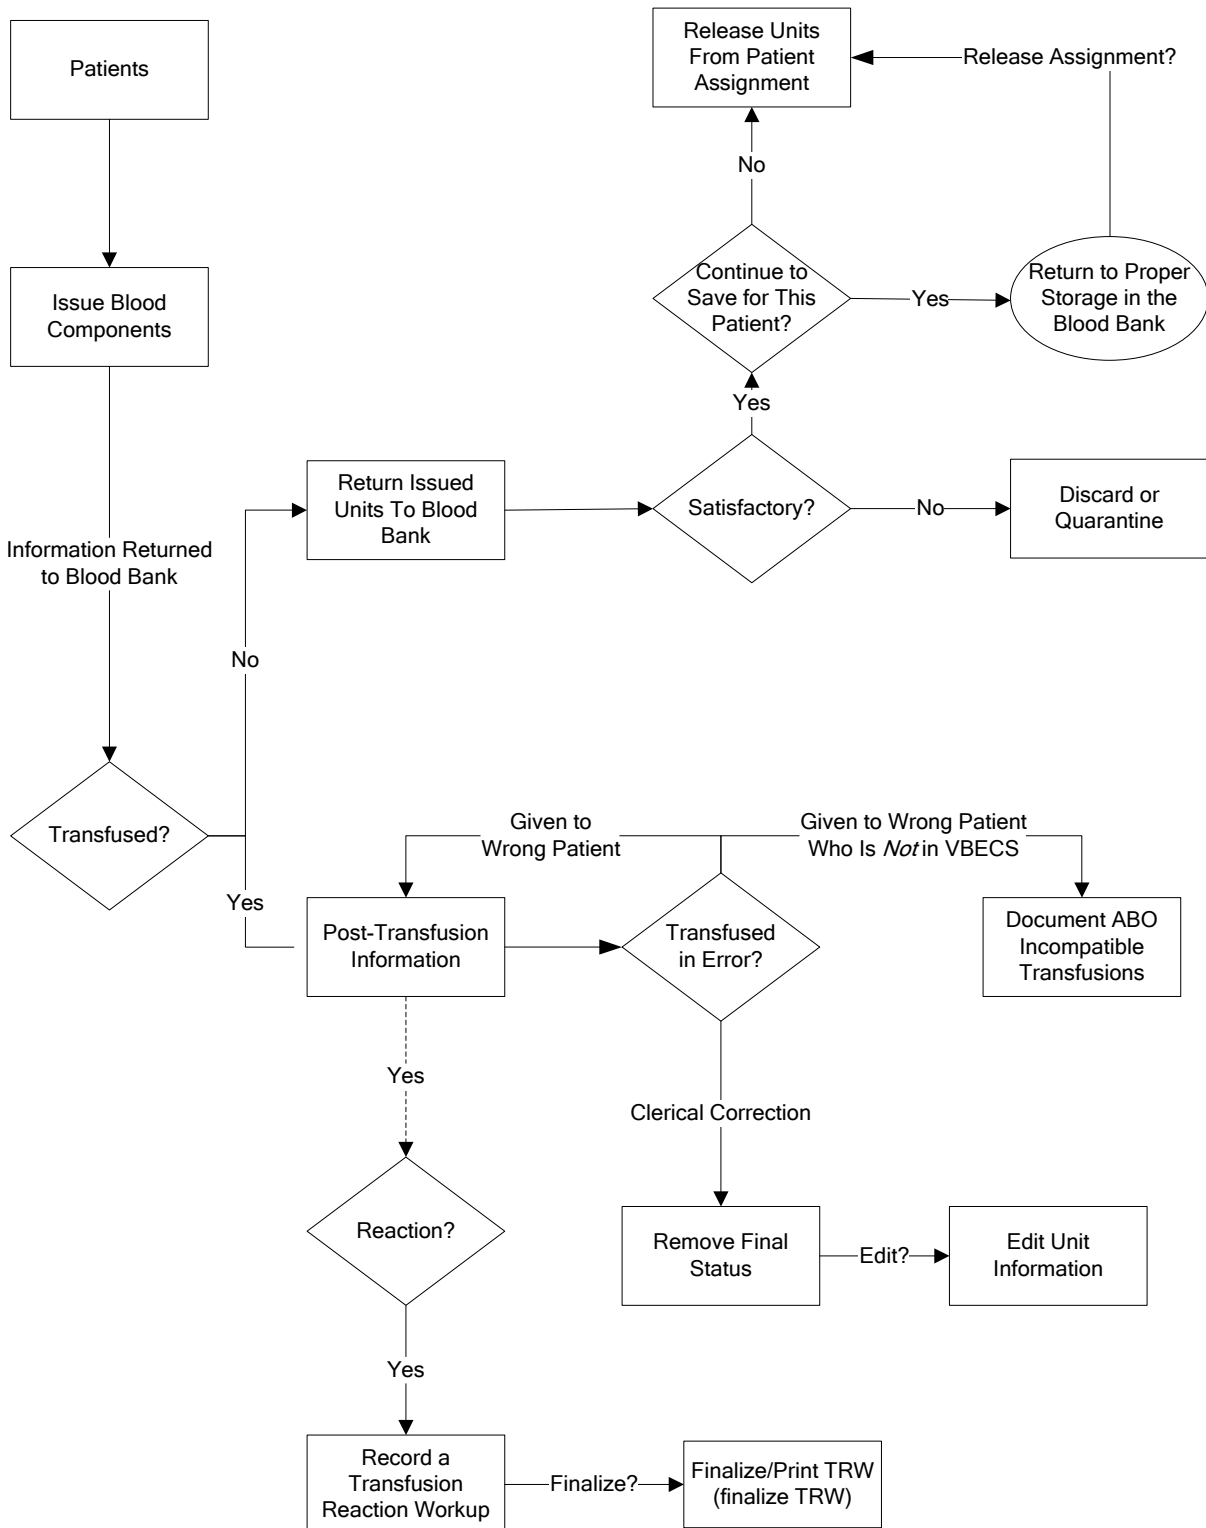 Patients
Release Units
From Patient
Assignment
Release Assignment?
No
Continue to
Save for This
Patient?
Yes
Return to Proper
Storage in the
Blood Bank
Issue Blood
Components
Yes
Return Issued
Units To Blood
Bank
Satisfactory?
No
Discard or
Quarantine
Information Returned
to Blood Bank
No
Transfused?
Yes
Given to
Wrong Patient
Given to Wrong Patient
Who Is Not in VBECS
Post-Transfusion
Information
Transfused
in Error?
Document ABO
Incompatible
Transfusions
Yes
Clerical Correction
Reaction?
Remove Final
Status
Edit?
Edit Unit
Information
Yes
Record a
Transfusion
Reaction Workup
Finalize?
Finalize/Print TRW
(finalize TRW)